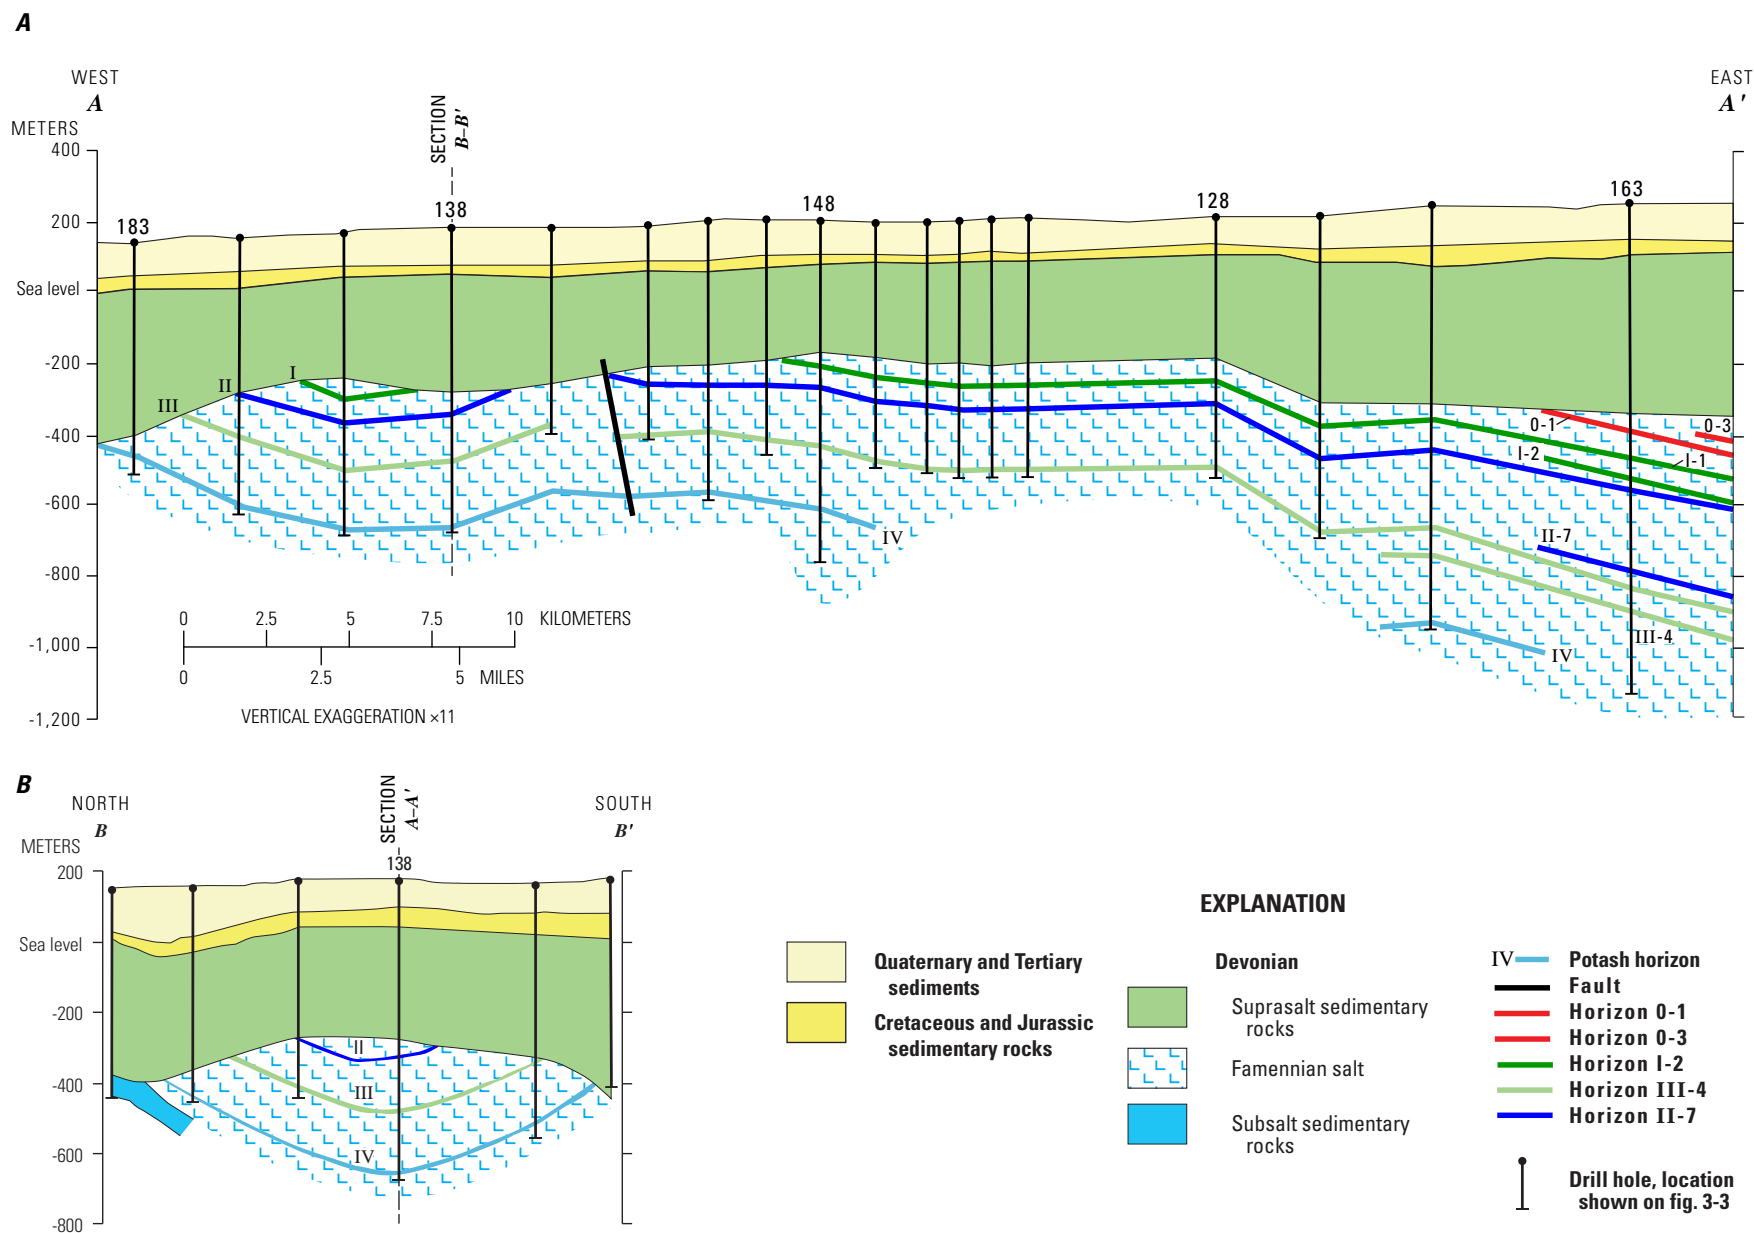 A
WEST
A
EAST
A'
METERS
SECTION
B–B'
400
200
Sea level
-200
-400
-600
-800
-1,000
-1,200
183
138
148
128
163
I
II
III
IV
0-1
0-3
I-2
I-1
II-7
III-4
IV
0 2.5 5 7.5 10 KILOMETERS
0 2.5 5 MILES
VERTICAL EXAGGERATION ×11
B
NORTH
B
SOUTH
B'
METERS
SECTION
A–A'
138
200
Sea level
-200
-400
-600
-800
II
III
IV
EXPLANATION
Quaternary and Tertiary
sediments
Cretaceous and Jurassic
sedimentary rocks
Devonian
Suprasalt sedimentary
rocks
Famennian salt
Subsalt sedimentary
rocks
IV Potash horizon
Fault
Horizon 0-1
Horizon 0-3
Horizon I-2
Horizon III-4
Horizon II-7
Drill hole, location
shown on fig. 3-3